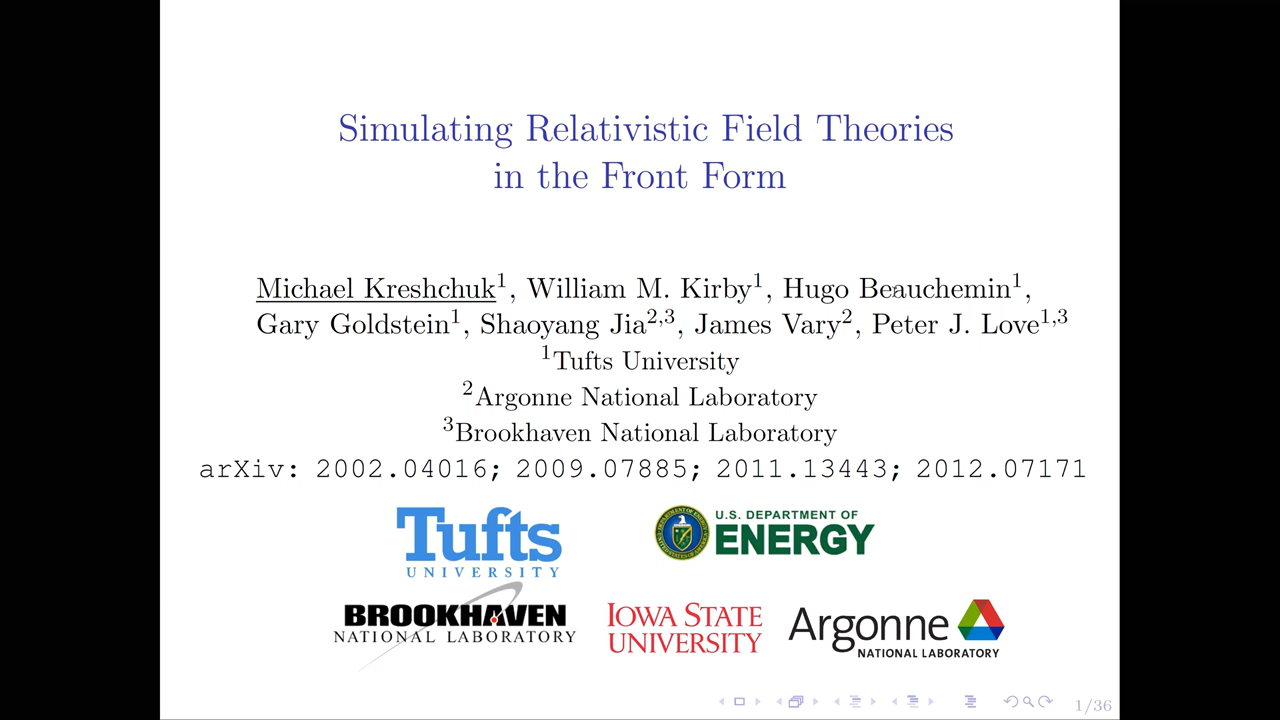 Simulating Relativistic Field Theories
in the Front Form
Michael Kreshchuk¹, William M. Kirby¹, Hugo Beauchemin¹,
Gary Goldstein¹, Shaoyang Jia²,³, James Vary², Peter J. Love¹,³
¹Tufts University
²Argonne National Laboratory
³Brookhaven National Laboratory
arXiv: 2002.04016; 2009.07885; 2011.13443; 2012.07171
Tufts
UNIVERSITY
U.S. DEPARTMENT OF
ENERGY
BROOKHAVEN
NATIONAL LABORATORY
IOWA STATE
UNIVERSITY
Argonne
NATIONAL LABORATORY
1/36